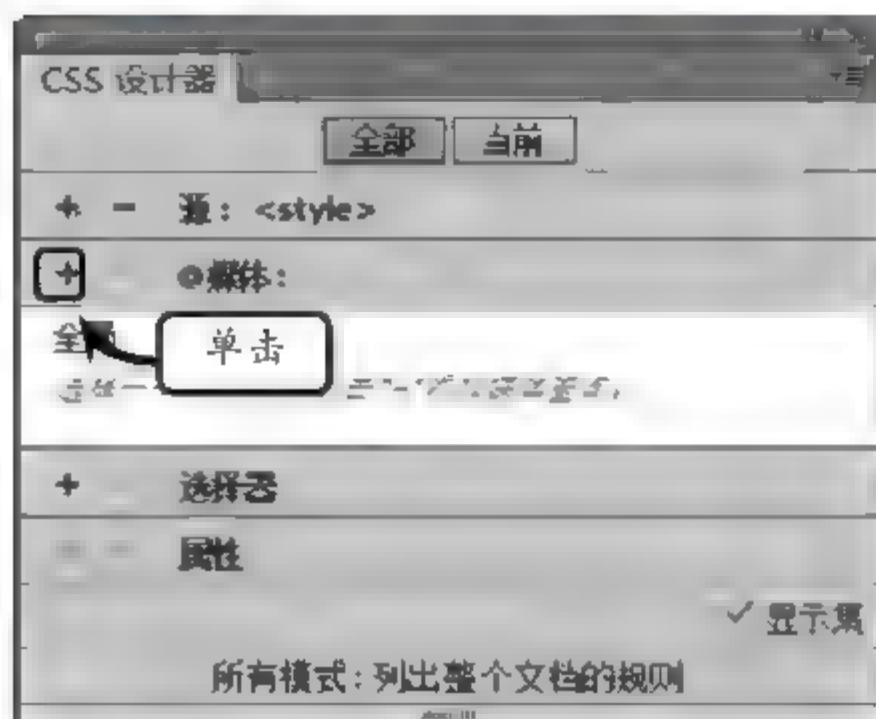 CSS 设计器
全部 当前
+ - 源: <style>
+ @媒体:
全
单击
+ 选择器
属性
✓ 显示集
所有模式:列出整个文档的规则